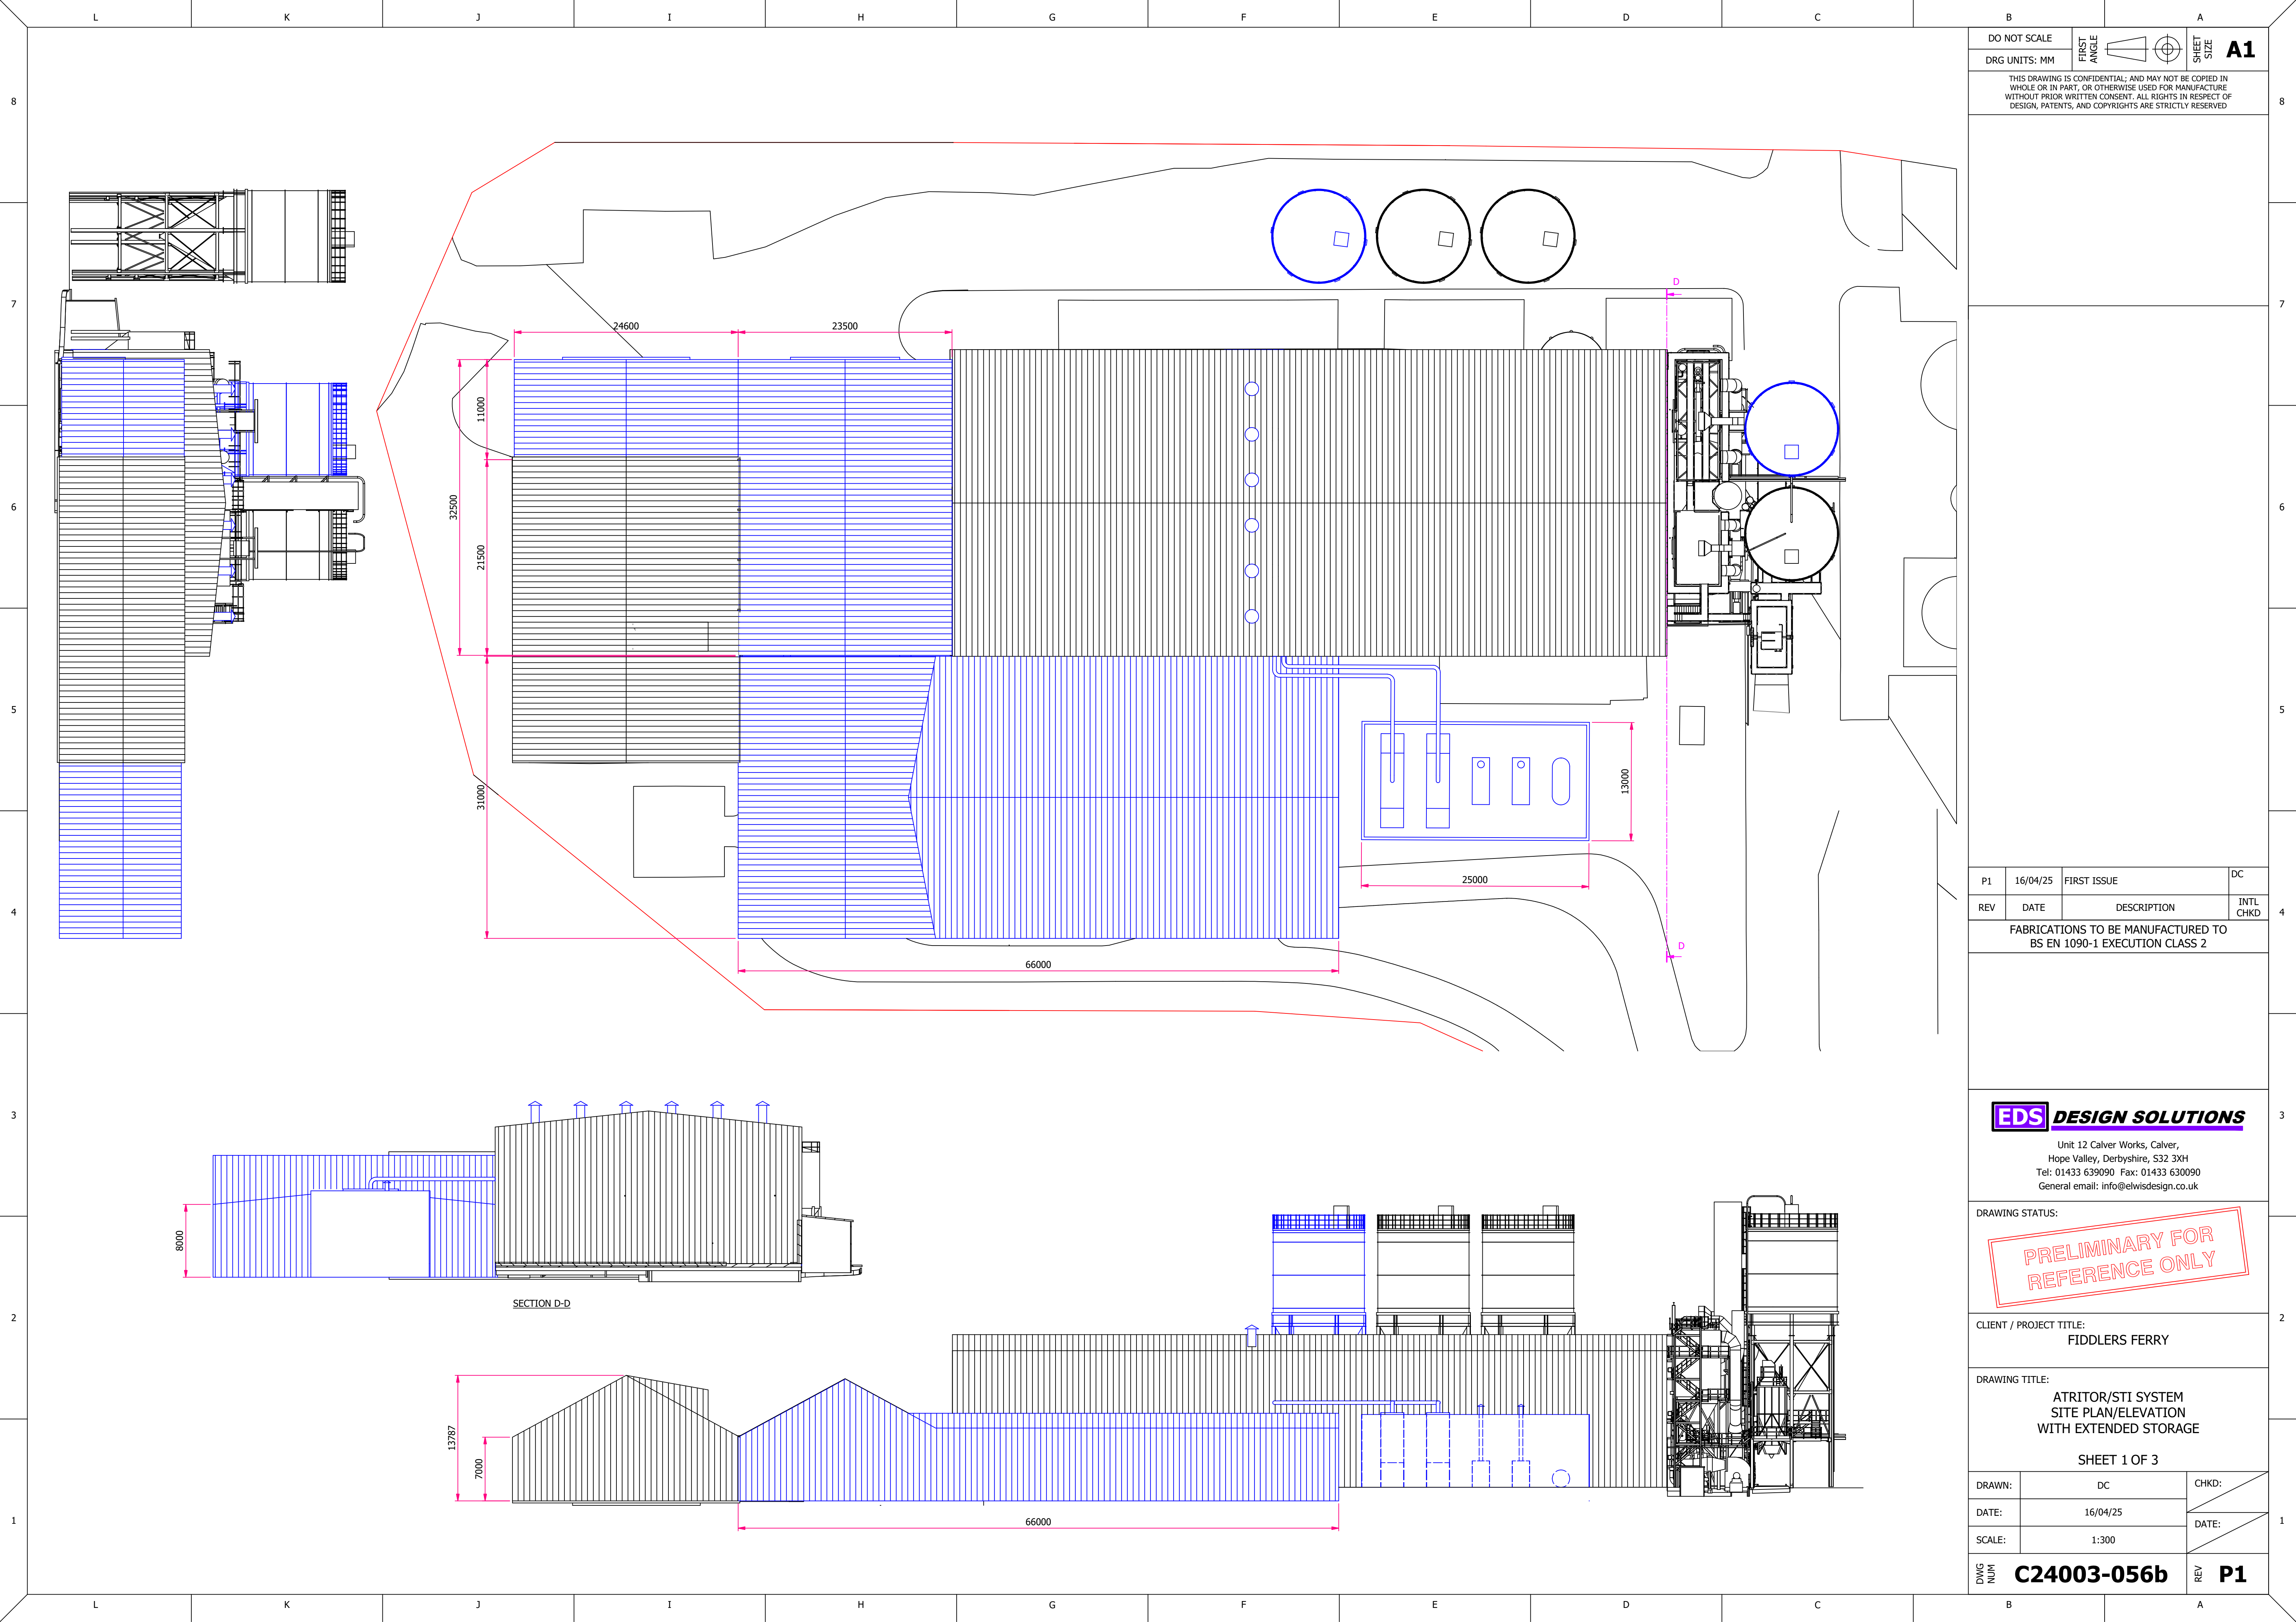 L K J I H G F E D C B A
8
7
6
5
4
3
2
1
8
7
6
5
4
3
2
1
DO NOT SCALE
DRG UNITS: MM
FIRST
ANGLE
SHEET
SIZE
A1
THIS DRAWING IS CONFIDENTIAL; AND MAY NOT BE COPIED IN
WHOLE OR IN PART, OR OTHERWISE USED FOR MANUFACTURE
WITHOUT PRIOR WRITTEN CONSENT. ALL RIGHTS IN RESPECT OF
DESIGN, PATENTS, AND COPYRIGHTS ARE STRICTLY RESERVED
D
24600
23500
11000
32500
21500
31000
13000
25000
D
66000
8000
SECTION D-D
13787
7000
66000
P1 16/04/25 FIRST ISSUE DC
REV DATE DESCRIPTION INTL
CHKD
FABRICATIONS TO BE MANUFACTURED TO
BS EN 1090-1 EXECUTION CLASS 2
EDS DESIGN SOLUTIONS
Unit 12 Calver Works, Calver,
Hope Valley, Derbyshire, S32 3XH
Tel: 01433 639090 Fax: 01433 630090
General email: info@elwisdesign.co.uk
DRAWING STATUS:
PRELIMINARY FOR
REFERENCE ONLY
CLIENT / PROJECT TITLE:
FIDDLERS FERRY
DRAWING TITLE:
ATRITOR/STI SYSTEM
SITE PLAN/ELEVATION
WITH EXTENDED STORAGE
SHEET 1 OF 3
DRAWN: DC CHKD:
DATE: 16/04/25 DATE:
SCALE: 1:300
DWG
NUM
C24003-056b
REV
P1
L K J I H G F E D C B A